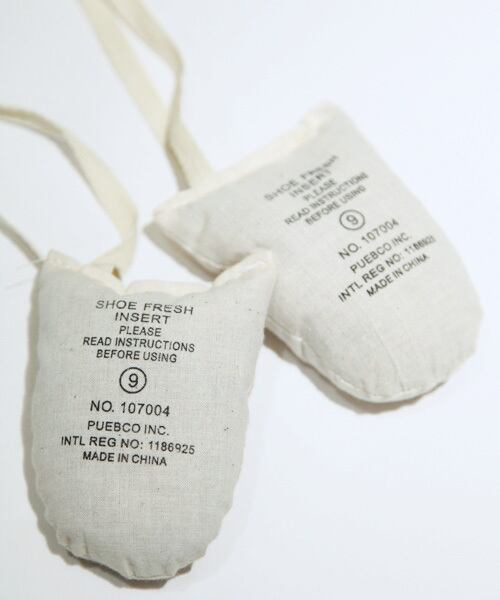 SHOE FRESH
INSERT
PLEASE
READ INSTRUCTIONS
BEFORE USING
9
NO. 107004
PUEBCO INC.
INTL REG NO: 1186925
MADE IN CHINA
SHOE FRESH
INSERT
PLEASE
READ INSTRUCTIONS
BEFORE USING
9
NO. 107004
PUEBCO INC.
INTL REG NO: 1186925
MADE IN CHINA